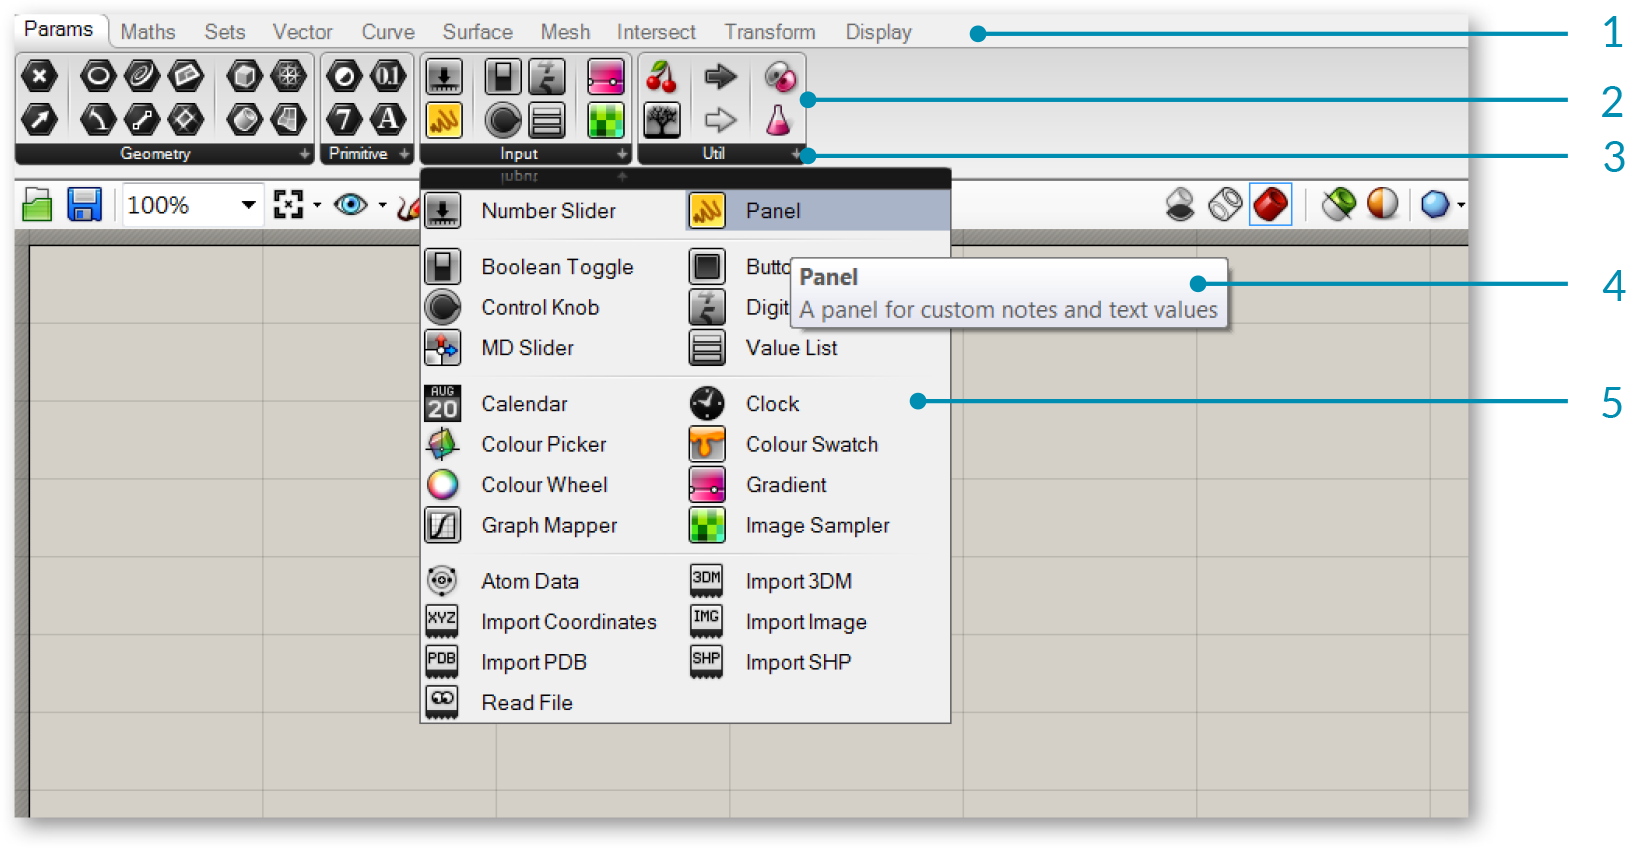 Params Maths Sets Vector Curve Surface Mesh Intersect Transform Display
1
0.1
7 A
2
Geometry Primitive Input Util
3
Input
100%
Number Slider Panel
Boolean Toggle Butto
Panel
4
Control Knob Digit
A panel for custom notes and text values
MD Slider Value List
AUG
20 Calendar Clock
5
Colour Picker Colour Swatch
Colour Wheel Gradient
Graph Mapper Image Sampler
Atom Data 3DM Import 3DM
XYZ Import Coordinates IMG Import Image
PDB Import PDB SHP Import SHP
Read File